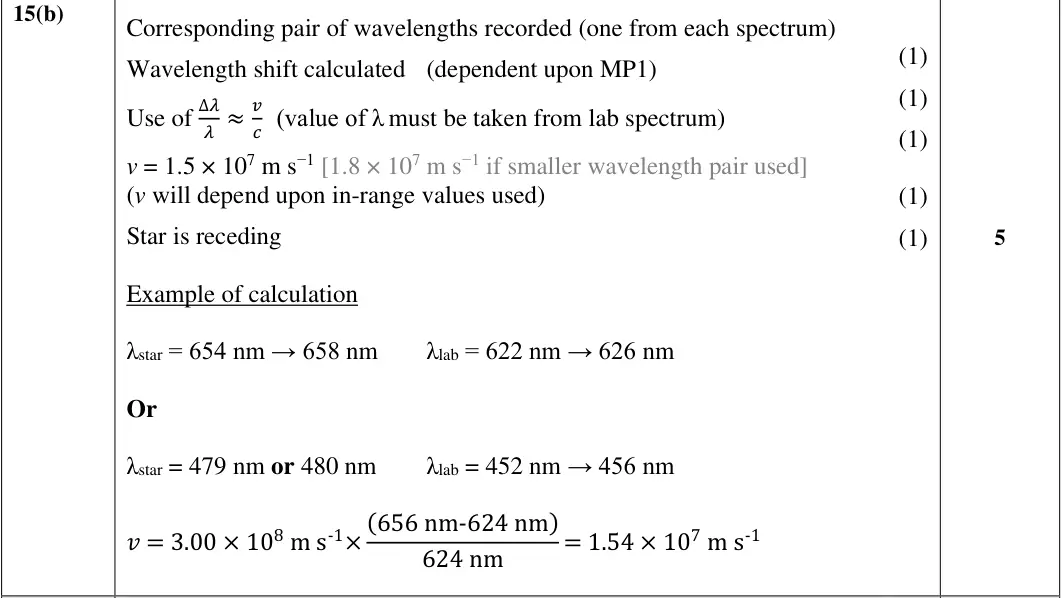 15(b)
Corresponding pair of wavelengths recorded (one from each spectrum)
(1)
Wavelength shift calculated (dependent upon MP1)
(1)
Use of Δλ/λ ≈ v/c (value of λ must be taken from lab spectrum)
(1)
v = 1.5 × 10⁷ m s⁻¹ [1.8 × 10⁷ m s⁻¹ if smaller wavelength pair used]
(v will depend upon in-range values used) (1)
Star is receding (1) 5
Example of calculation
λstar = 654 nm → 658 nm λlab = 622 nm → 626 nm
Or
λstar = 479 nm or 480 nm λlab = 452 nm → 456 nm
v = 3.00 × 10⁸ m s⁻¹ × (656 nm-624 nm)/624 nm = 1.54 × 10⁷ m s⁻¹